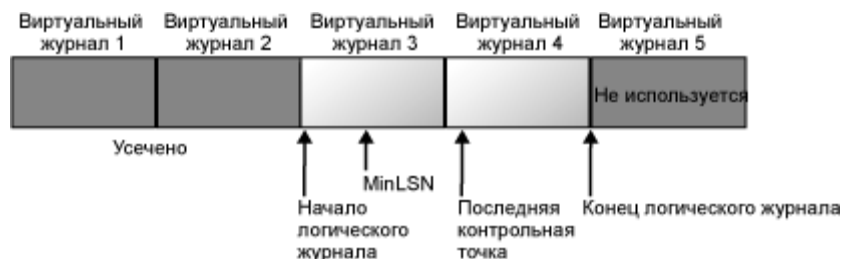 Виртуальный журнал 1
Виртуальный журнал 2
Виртуальный журнал 3
Виртуальный журнал 4
Виртуальный журнал 5
Не используется
Усечено
MinLSN
Начало
логического
журнала
Последняя
контрольная
точка
Конец логического журнала